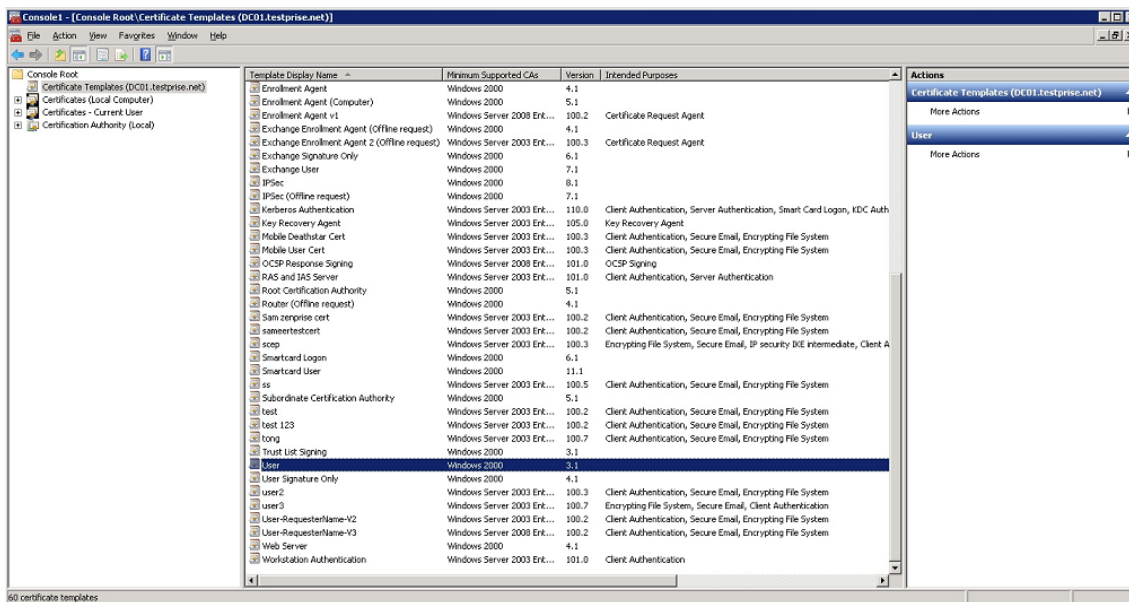 Console1 - [Console Root\Certificate Templates (DC01.testprise.net)]
File Action View Favorites Window Help
Console Root
Certificate Templates (DC01.testprise.net)
Certificates (Local Computer)
Certificates - Current User
Certification Authority (Local)
Template Display Name Minimum Supported CAs Version Intended Purposes
Enrollment Agent Windows 2000 4.1
Enrollment Agent (Computer) Windows 2000 5.1
Enrollment Agent v1 Windows Server 2008 Ent... 100.2 Certificate Request Agent
Exchange Enrollment Agent (Offline request) Windows 2000 4.1
Exchange Enrollment Agent 2 (Offline request) Windows Server 2003 Ent... 100.3 Certificate Request Agent
Exchange Signature Only Windows 2000 6.1
Exchange User Windows 2000 7.1
IPSec Windows 2000 8.1
IPSec (Offline request) Windows 2000 7.1
Kerberos Authentication Windows Server 2003 Ent... 110.0 Client Authentication, Server Authentication, Smart Card Logon, KDC Auth
Key Recovery Agent Windows Server 2003 Ent... 105.0 Key Recovery Agent
Mobile Deathstar Cert Windows Server 2003 Ent... 100.3 Client Authentication, Secure Email, Encrypting File System
Mobile User Cert Windows Server 2003 Ent... 100.3 Client Authentication, Secure Email, Encrypting File System
OCSP Response Signing Windows Server 2008 Ent... 101.0 OCSP Signing
RAS and IAS Server Windows Server 2003 Ent... 101.0 Client Authentication, Server Authentication
Root Certification Authority Windows 2000 5.1
Router (Offline request) Windows 2000 4.1
Sam zenprise cert Windows Server 2003 Ent... 100.2 Client Authentication, Secure Email, Encrypting File System
sameertestcert Windows Server 2003 Ent... 100.2 Client Authentication, Secure Email, Encrypting File System
scep Windows Server 2003 Ent... 100.3 Encrypting File System, Secure Email, IP security IKE intermediate, Client A
Smartcard Logon Windows 2000 6.1
Smartcard User Windows 2000 11.1
ss Windows Server 2003 Ent... 100.5 Client Authentication, Secure Email, Encrypting File System
Subordinate Certification Authority Windows 2000 5.1
test Windows Server 2003 Ent... 100.2 Client Authentication, Secure Email, Encrypting File System
test 123 Windows Server 2003 Ent... 100.2 Client Authentication, Secure Email, Encrypting File System
tong Windows Server 2003 Ent... 100.7 Client Authentication, Secure Email, Encrypting File System
Trust List Signing Windows 2000 3.1
User Windows 2000 3.1
User Signature Only Windows 2000 4.1
user2 Windows Server 2003 Ent... 100.3 Client Authentication, Secure Email, Encrypting File System
user3 Windows Server 2003 Ent... 100.7 Encrypting File System, Secure Email, Client Authentication
User-RequesterName-V2 Windows Server 2003 Ent... 100.2 Client Authentication, Secure Email, Encrypting File System
User-RequesterName-V3 Windows Server 2008 Ent... 100.2 Client Authentication, Secure Email, Encrypting File System
Web Server Windows 2000 4.1
Workstation Authentication Windows Server 2003 Ent... 101.0 Client Authentication
Actions
Certificate Templates (DC01.testprise.net)
More Actions
User
More Actions
60 certificate templates